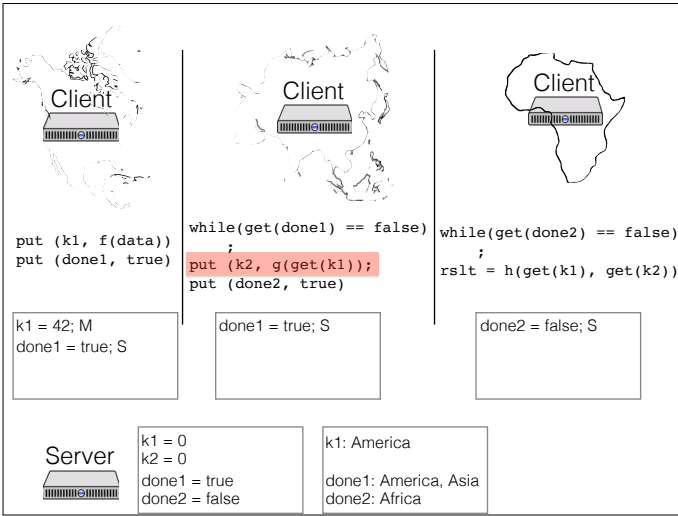 Client
Client
Client
put (k1, f(data))
put (done1, true)
while(get(done1) == false)
;
put (k2, g(get(k1));
put (done2, true)
while(get(done2) == false)
;
rslt = h(get(k1), get(k2))
k1 = 42; M
done1 = true; S
done1 = true; S
done2 = false; S
Server
k1 = 0
k2 = 0
done1 = true
done2 = false
k1: America
done1: America, Asia
done2: Africa